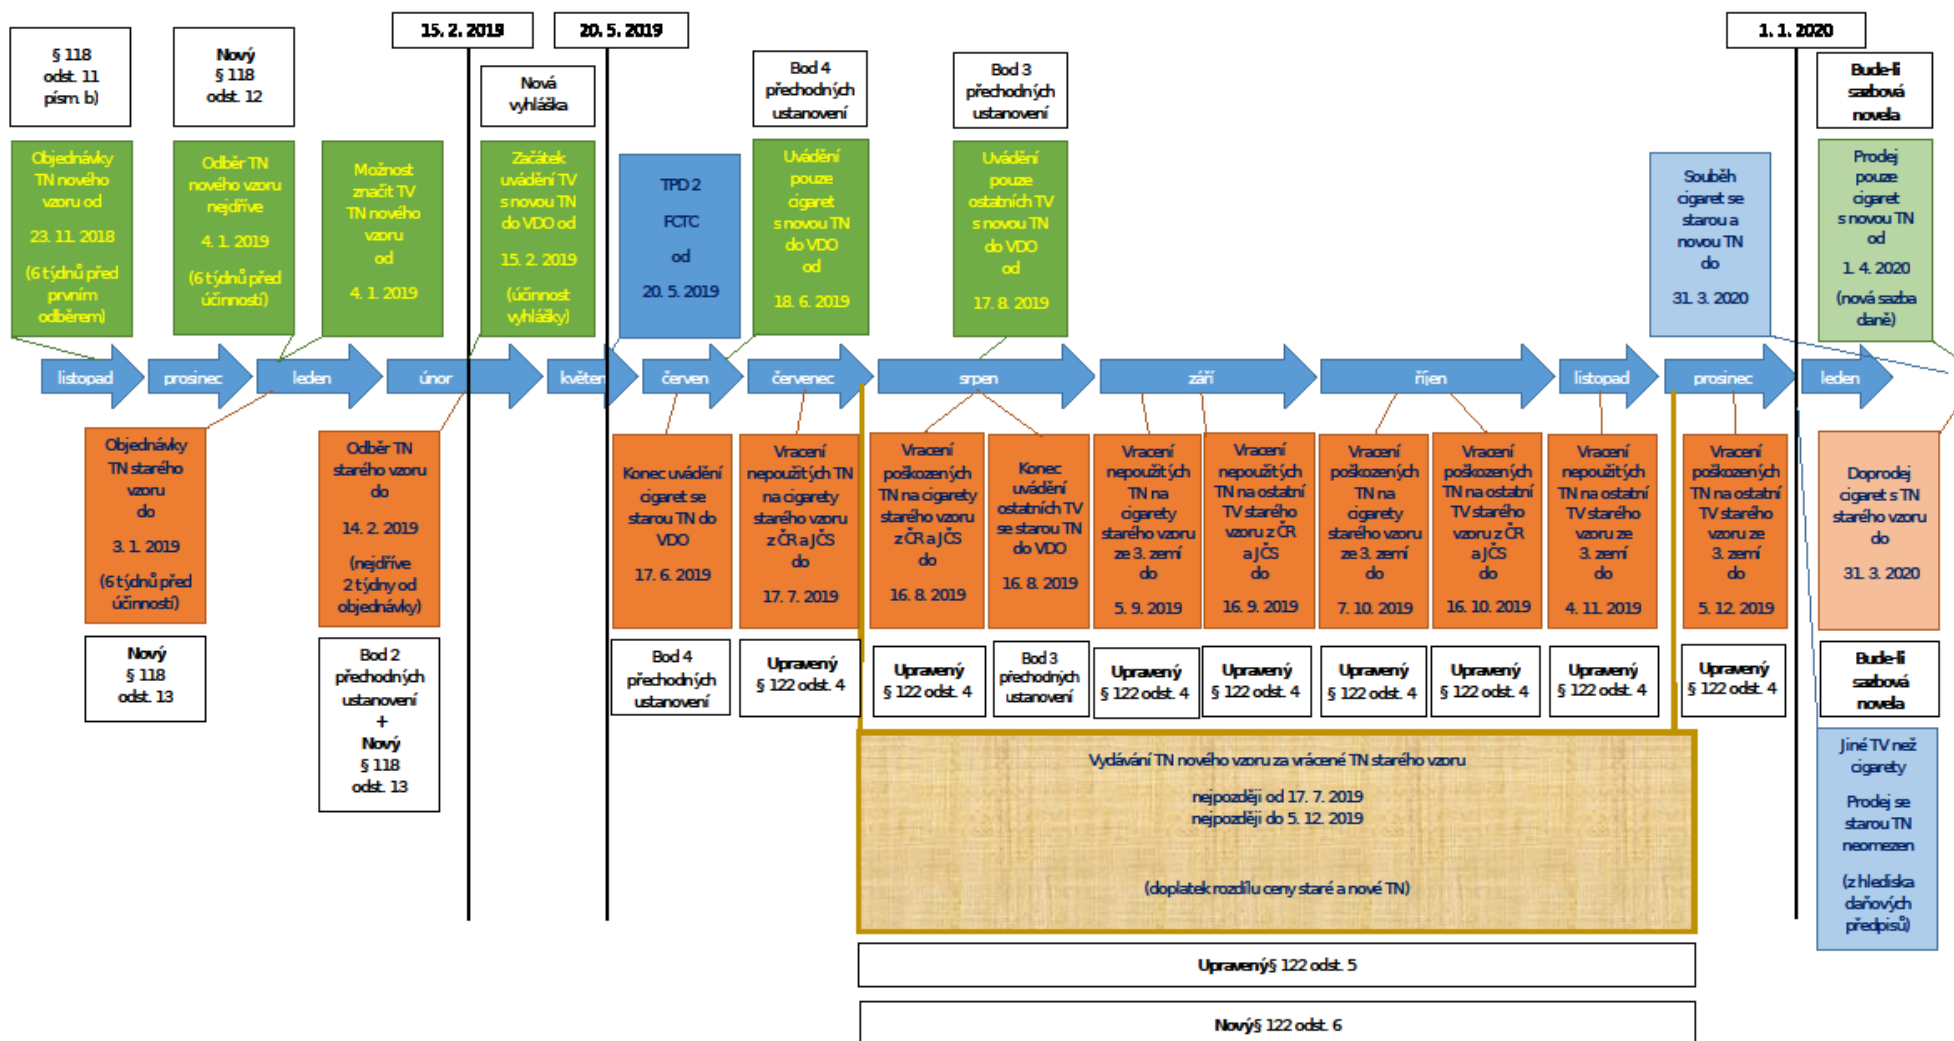 15. 2. 2019
20. 5. 2019
1. 1. 2020
§ 118
odst. 11
písm. b)
Nový
§ 118
odst. 12
Nová
vyhláška
Bod 4
přechodných
ustanovení
Bod 3
přechodných
ustanovení
Bude-li
sazbová
novela
Objednávky
TN nového
vzoru od
23. 11. 2018
(6 týdnů před
prvním
odběrem)
Odběr TN
nového vzoru
nejdříve
4. 1. 2019
(6 týdnů před
účinností)
Možnost
značit TV
TN nového
vzoru
od
4. 1. 2019
Začátek
uvádění TV
s novou TN
do VDO od
15. 2. 2019
(účinnost
vyhlášky)
TPD 2
FCTC
od
20. 5. 2019
Uvádění
pouze
cigaret
s novou TN
do VDO
od
18. 6. 2019
Uvádění
pouze
ostatních TV
s novou TN
do VDO
od
17. 8. 2019
Souběh
cigaret se
starou a
novou TN
do
31. 3. 2020
Prodej
pouze
cigaret
s novou TN
od
1. 4. 2020
(nová sazba
daně)
listopad
prosinec
leden
únor
květen
červen
červenec
srpen
září
říjen
listopad
prosinec
leden
Objednávky
TN starého
vzoru
do
3. 1. 2019
(6 týdnů před
účinností)
Odběr TN
starého vzoru
do
14. 2. 2019
(nejdříve
2 týdny od
objednávky)
Konec uvádění
cigaret se
starou TN do
VDO
17. 6. 2019
Vracení
nepoužitých TN
na cigarety
starého vzoru
z ČR a JČS
do
17. 7. 2019
Vracení
poškozených
TN na cigarety
starého vzoru
z ČR a JČS
do
16. 8. 2019
Konec
uvádění
ostatních TV
se starou TN
do VDO
16. 8. 2019
Vracení
nepoužitých
TN na
cigarety
starého vzoru
ze 3. zemí
do
5. 9. 2019
Vracení
nepoužitých
TN na ostatní
TV starého
vzoru z ČR
a JČS
do
16. 9. 2019
Vracení
poškozených
TN na
cigarety
starého vzoru
ze 3. zemí
do
7. 10. 2019
Vracení
poškozených
TN na ostatní
TV starého
vzoru z ČR
a JČS
do
16. 10. 2019
Vracení
nepoužitých
TN na ostatní
TV starého
vzoru ze
3. zemí
do
4. 11. 2019
Vracení
poškozených
TN na ostatní
TV starého
vzoru ze
3. zemí
do
5. 12. 2019
Doprodej
cigaret s TN
starého vzoru
do
31. 3. 2020
Nový
§ 118
odst. 13
Bod 2
přechodných
ustanovení
+
Nový
§ 118
odst. 13
Bod 4
přechodných
ustanovení
Upravený
§ 122 odst. 4
Upravený
§ 122 odst. 4
Bod 3
přechodných
ustanovení
Upravený
§ 122 odst. 4
Upravený
§ 122 odst. 4
Upravený
§ 122 odst. 4
Upravený
§ 122 odst. 4
Upravený
§ 122 odst. 4
Upravený
§ 122 odst. 4
Bude-li
sazbová
novela
Vydávání TN nového vzoru za vrácené TN starého vzoru
nejpozději od 17. 7. 2019
nejpozději do 5. 12. 2019
(doplatek rozdílu ceny staré a nové TN)
Jiné TV než
cigarety
Prodej se
starou TN
neomezen
(z hlediska
daňových
předpisů)
Upravený § 122 odst. 5
Nový § 122 odst. 6